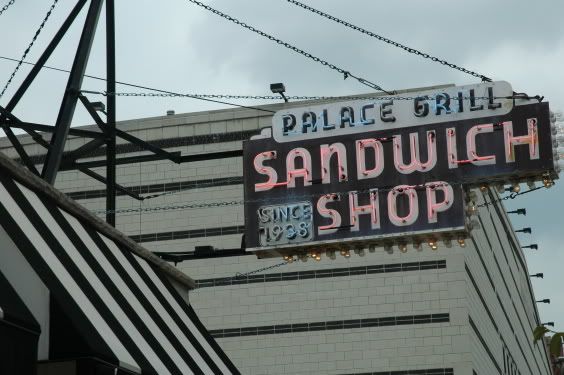 PALACE GRILL
SANDWICH
SINCE
1938
SHOP